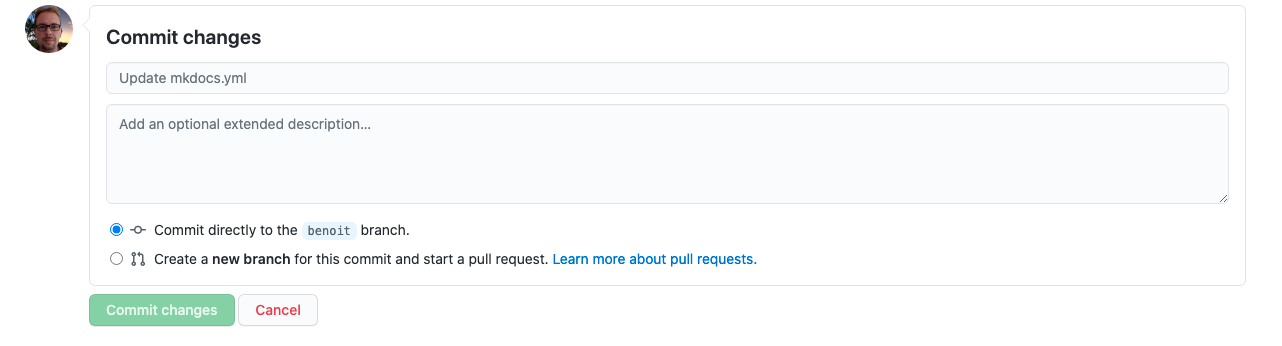 Commit changes
Update mkdocs.yml
Add an optional extended description...
Commit directly to the benoit branch.
Create a new branch for this commit and start a pull request. Learn more about pull requests.
Commit changes Cancel